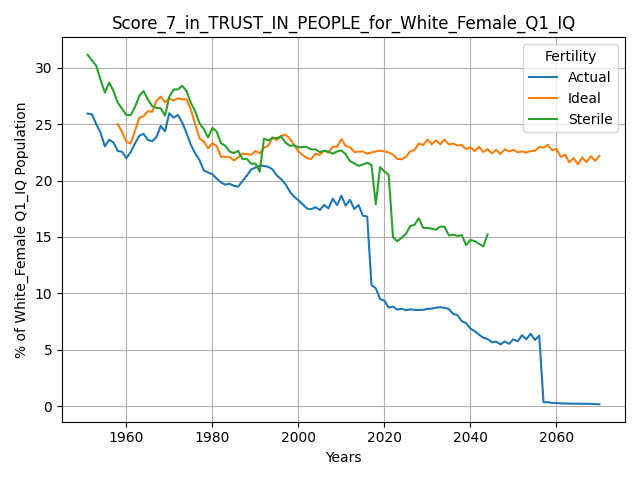 Score_7_in_TRUST_IN_PEOPLE_for_White_Female_Q1_IQ
% of White_Female Q1_IQ Population
30
25
20
15
10
5
0
Fertility
Actual
Ideal
Sterile
1960 1980 2000 2020 2040 2060
Years